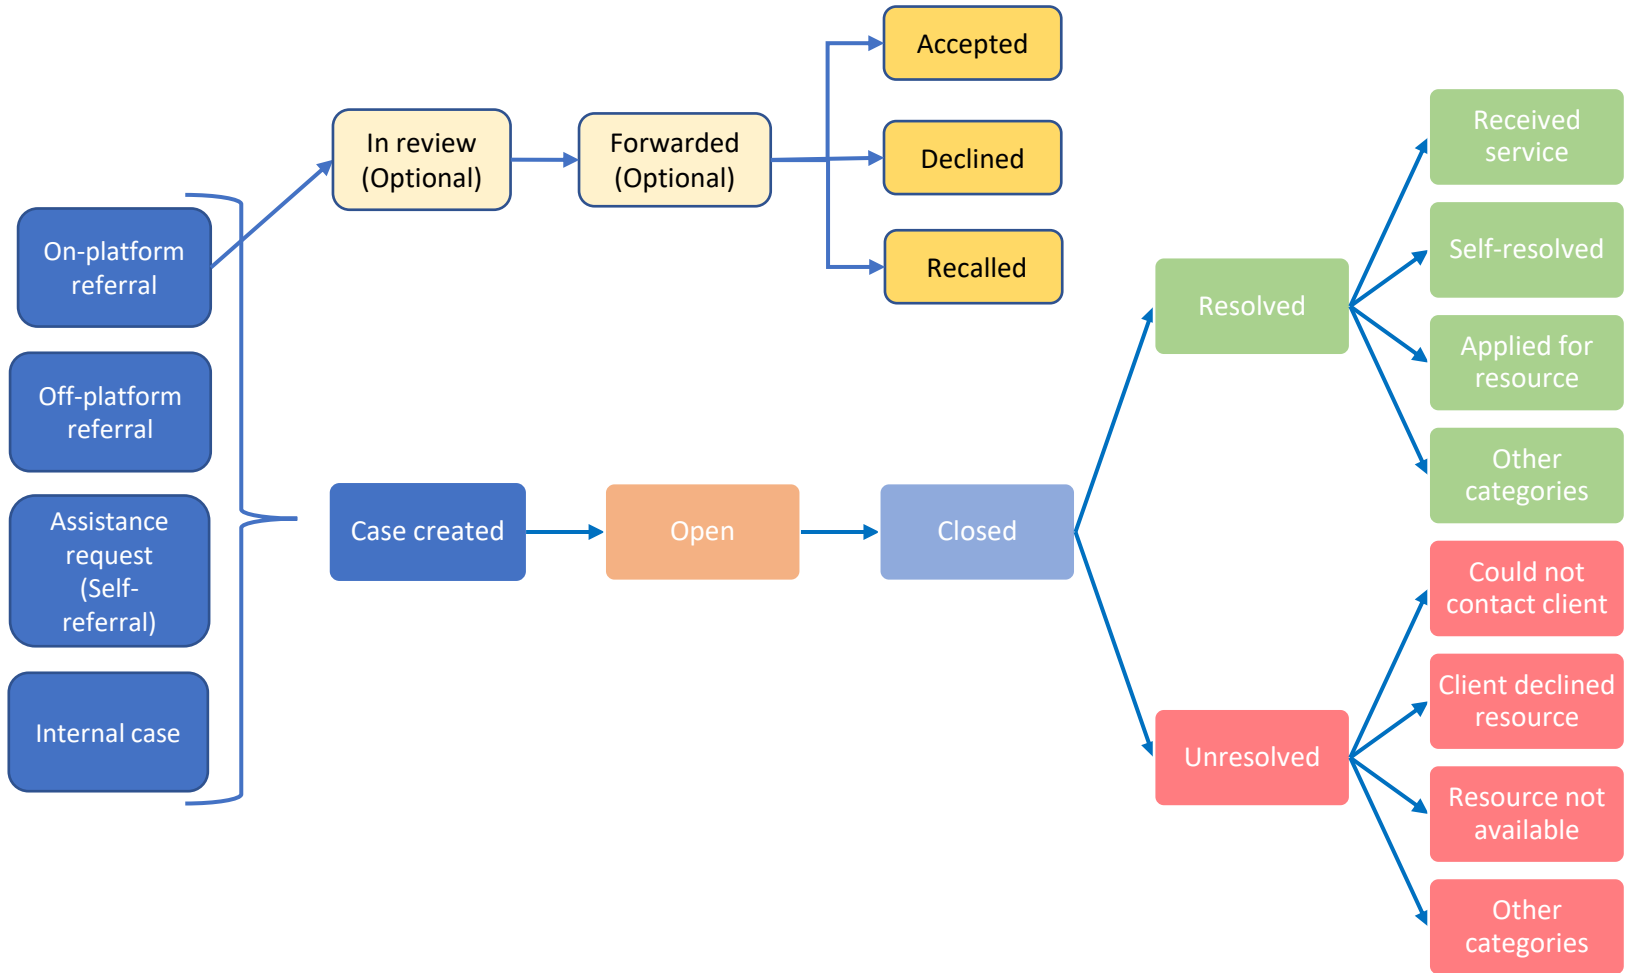 On-platform
referral
Off-platform
referral
Assistance
request
(Self-
referral)
Internal case
In review
(Optional)
Forwarded
(Optional)
Accepted
Declined
Recalled
Case created
Open
Closed
Resolved
Unresolved
Received
service
Self-resolved
Applied for
resource
Other
categories
Could not
contact client
Client declined
resource
Resource not
available
Other
categories